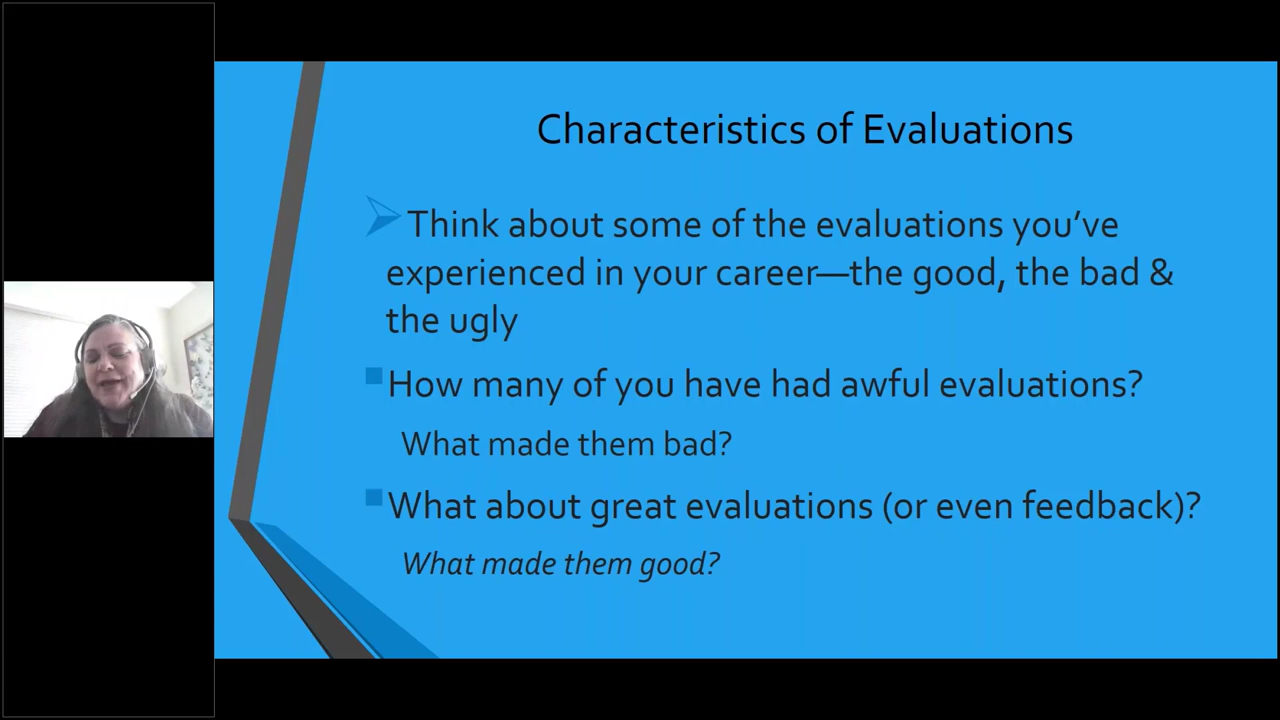 Characteristics of Evaluations
Think about some of the evaluations you’ve
experienced in your career—the good, the bad &
the ugly
How many of you have had awful evaluations?
What made them bad?
What about great evaluations (or even feedback)?
What made them good?